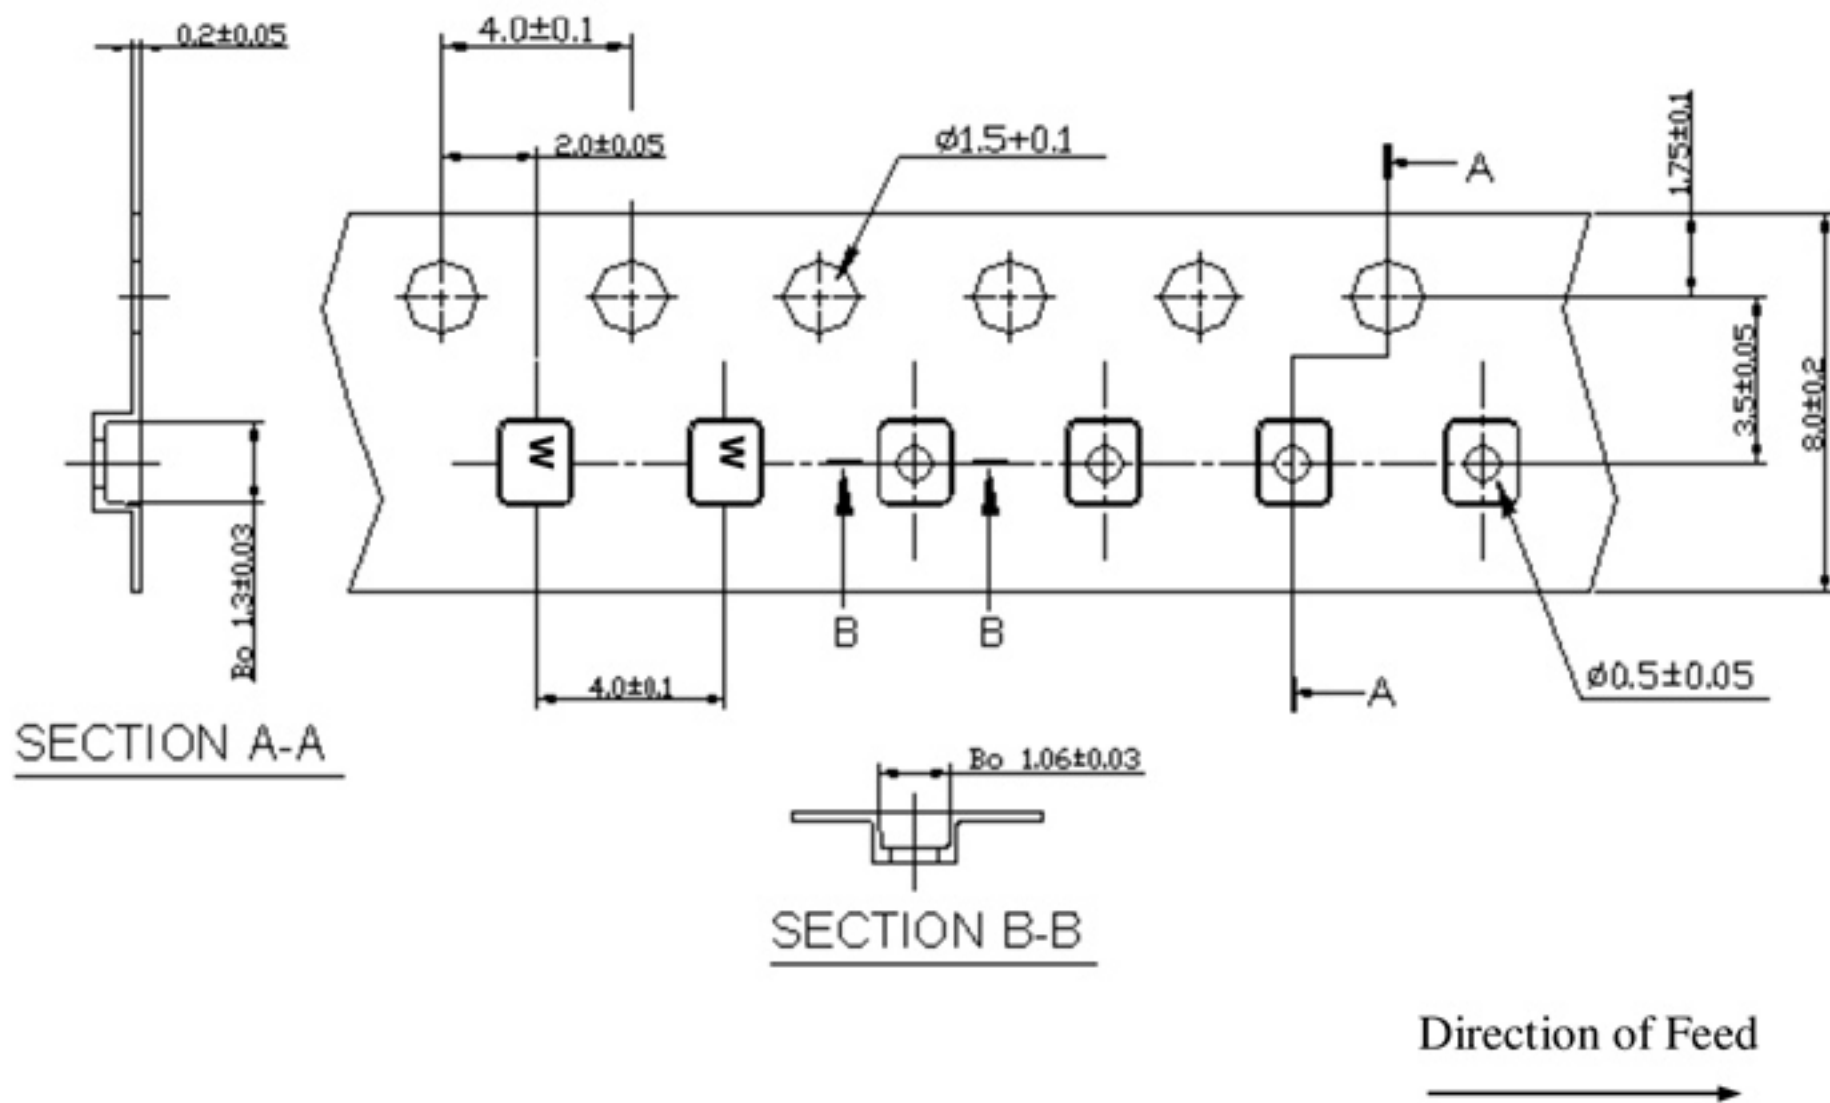 0.2±0.05
4.0±0.1
2.0±0.05
Ø1.5+0.1
A
1.75±0.1
3.5±0.05
8.0±0.2
W
W
Bo 1.3±0.03
B
B
4.0±0.1
A
Ø0.5±0.05
SECTION A-A
Bo 1.06±0.03
SECTION B-B
Direction of Feed